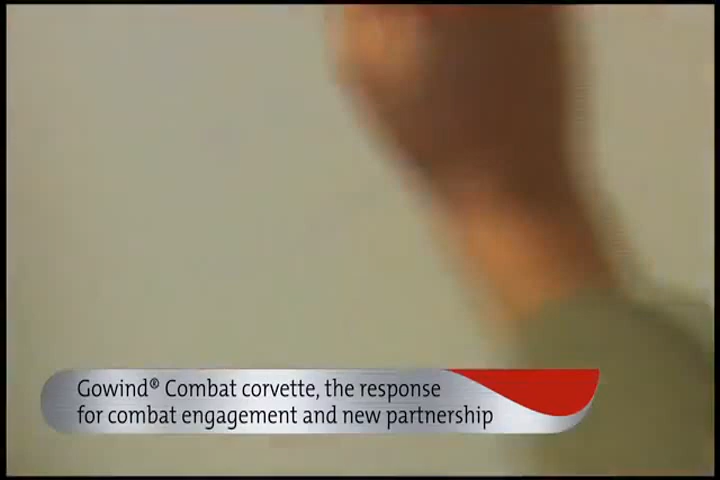 Gowind® Combat corvette, the response
for combat engagement and new partnership